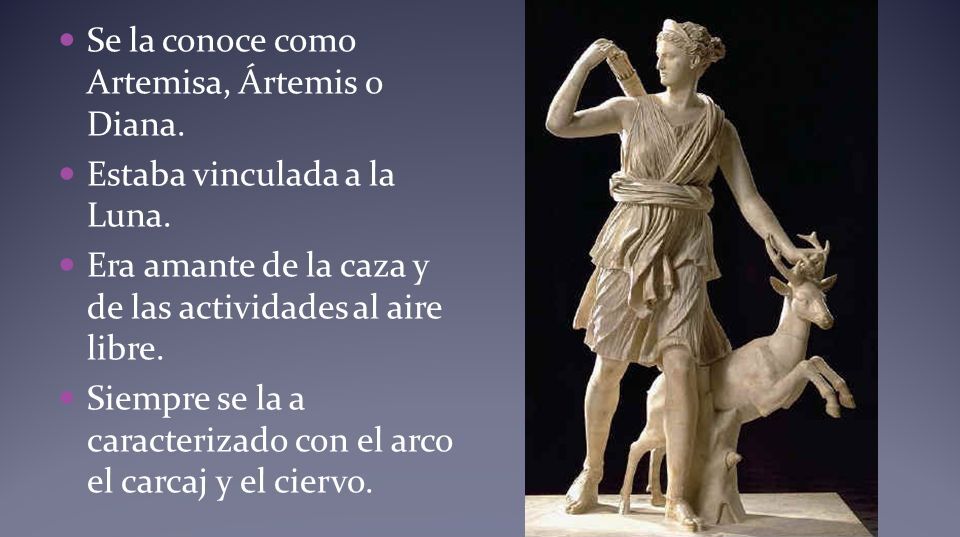 Se la conoce como
Artemisa, Ártemis o
Diana.
Estaba vinculada a la
Luna.
Era amante de la caza y
de las actividades al aire
libre.
Siempre se la a
caracterizado con el arco
el carcaj y el ciervo.